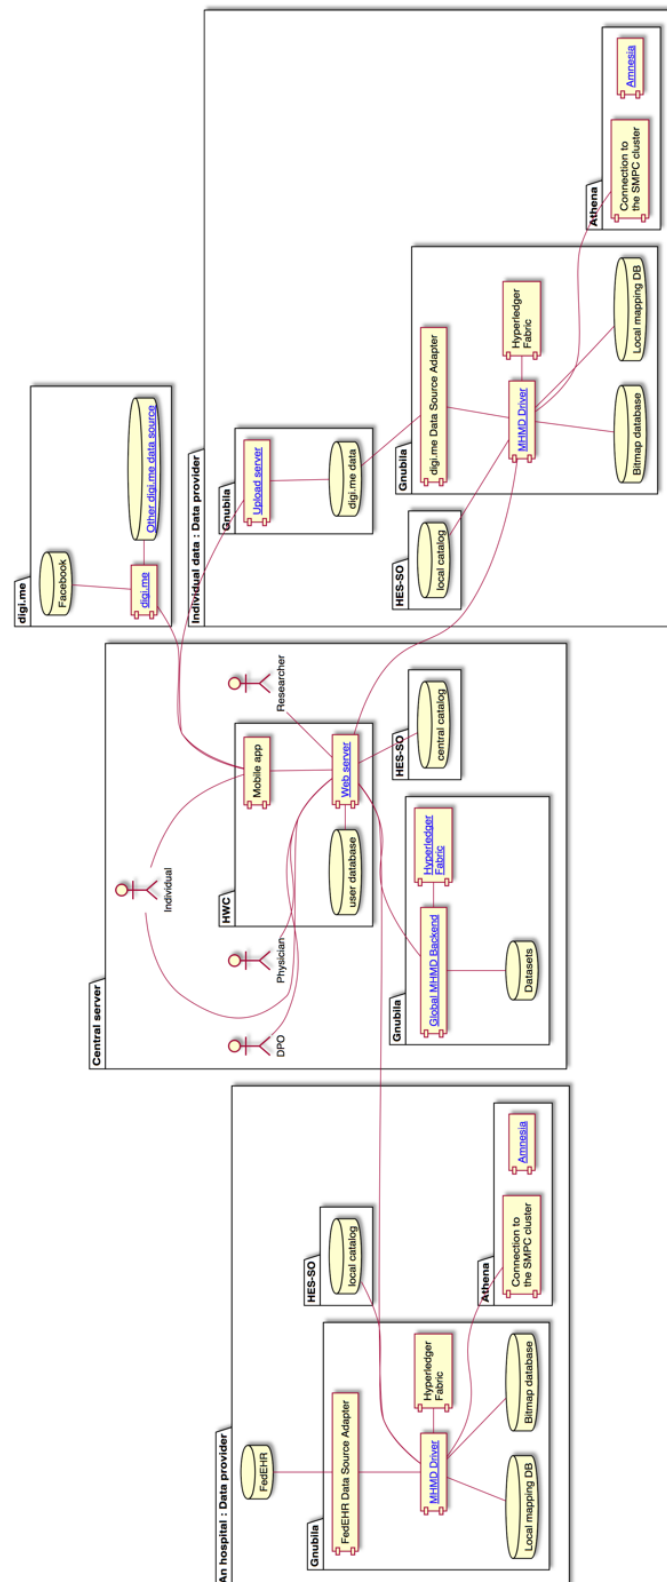 An hospital : Data provider
FedEHR
Gnubila
FedEHR Data Source Adapter
MHMD Driver
Hyperledger
Fabric
Local mapping DB
Bitmap database
HES-SO
local catalog
Athena
Connection to
the SMPC cluster
Amnesia
Central server
DPO
Physician
Individual
Researcher
HWC
Mobile app
user database
Web server
Gnubila
Global MHMD Backend
Hyperledger
Fabric
Datasets
HES-SO
central catalog
digi.me
Facebook
digi.me
Other digi.me data source
Individual data : Data provider
Gnubila
Upload server
digi.me data
HES-SO
local catalog
Gnubila
digi.me Data Source Adapter
MHMD Driver
Hyperledger
Fabric
Bitmap database
Local mapping DB
Athena
Connection to
the SMPC cluster
Amnesia